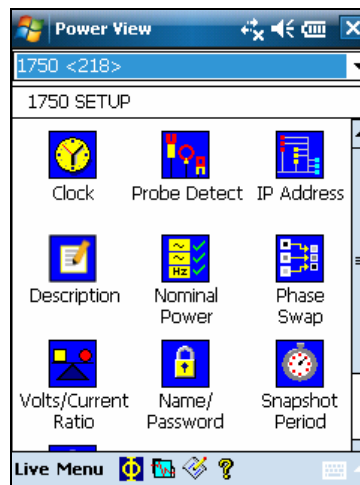 Power View
1750 <218>
1750 SETUP
Clock
Probe Detect
IP Address
Description
Nominal
Power
Phase
Swap
Volts/Current
Ratio
Name/
Password
Snapshot
Period
Live Menu